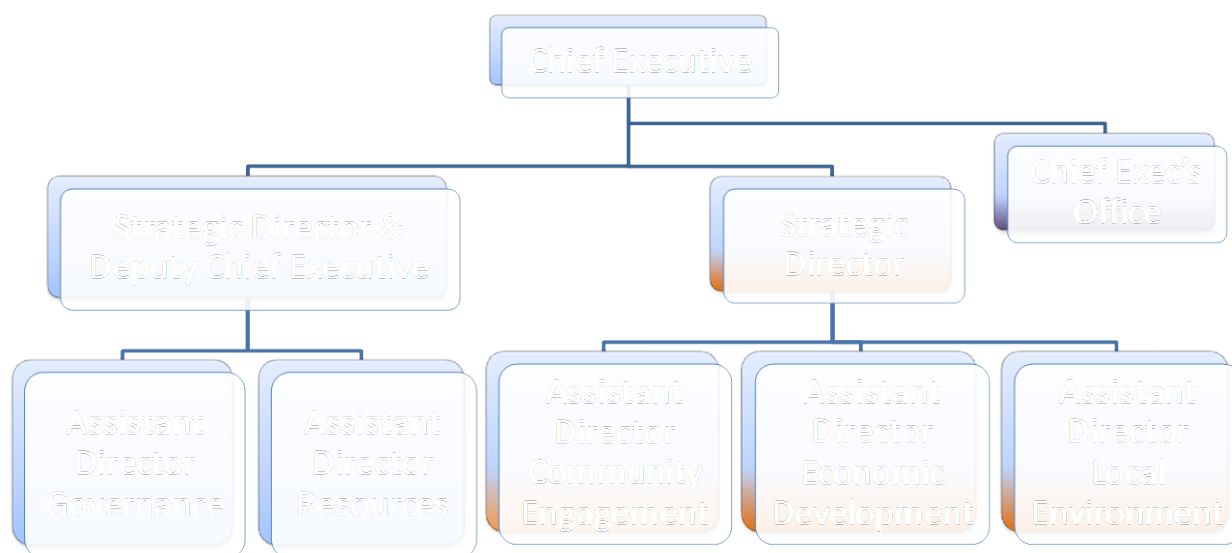 Chief Executive
Chief Exec's
Office
Strategic Director &
Deputy Chief Executive
Strategic
Director
Assistant
Director
Governance
Assistant
Director
Resources
Assistant
Director
Community
Engagement
Assistant
Director
Economic
Development
Assistant
Director
Local
Environment